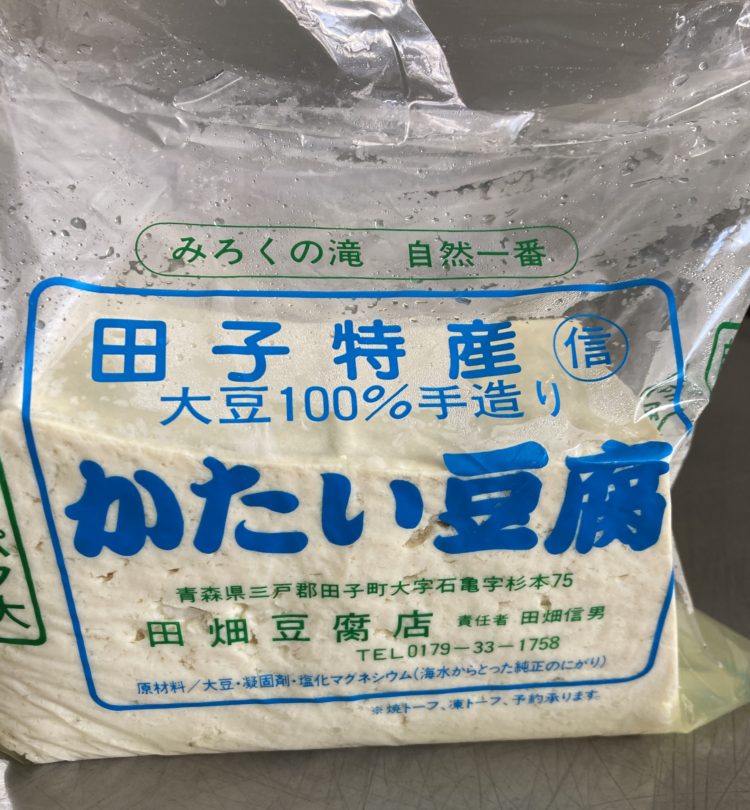 みろくの滝 自然一番
田子特産 信
大豆100%手造り
かたい豆腐
青森県三戸郡田子町大字石亀字杉本75
田畑豆腐店 責任者 田畑信男
TEL0179-33-1758
原材料/大豆・凝固剤・塩化マグネシウム(海水からとった純正のにがり)
※焼トーフ、凍トーフ、予約承ります。